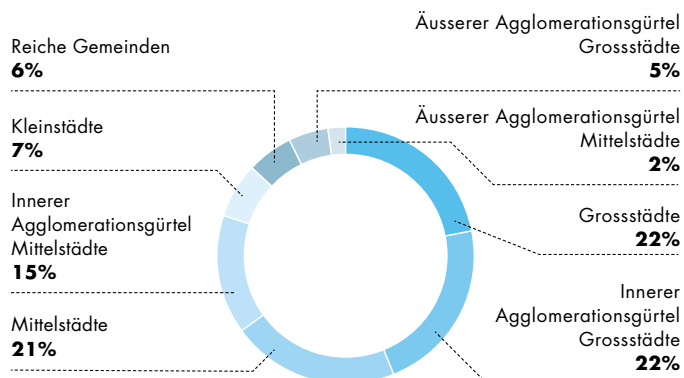 Reiche Gemeinden
6%
Kleinstädte
7%
Innerer
Agglomerationsgürtel
Mittelstädte
15%
Mittelstädte
21%
Äusserer Agglomerationsgürtel
Grossstädte
5%
Äusserer Agglomerationsgürtel
Mittelstädte
2%
Grossstädte
22%
Innerer
Agglomerationsgürtel
Grossstädte
22%